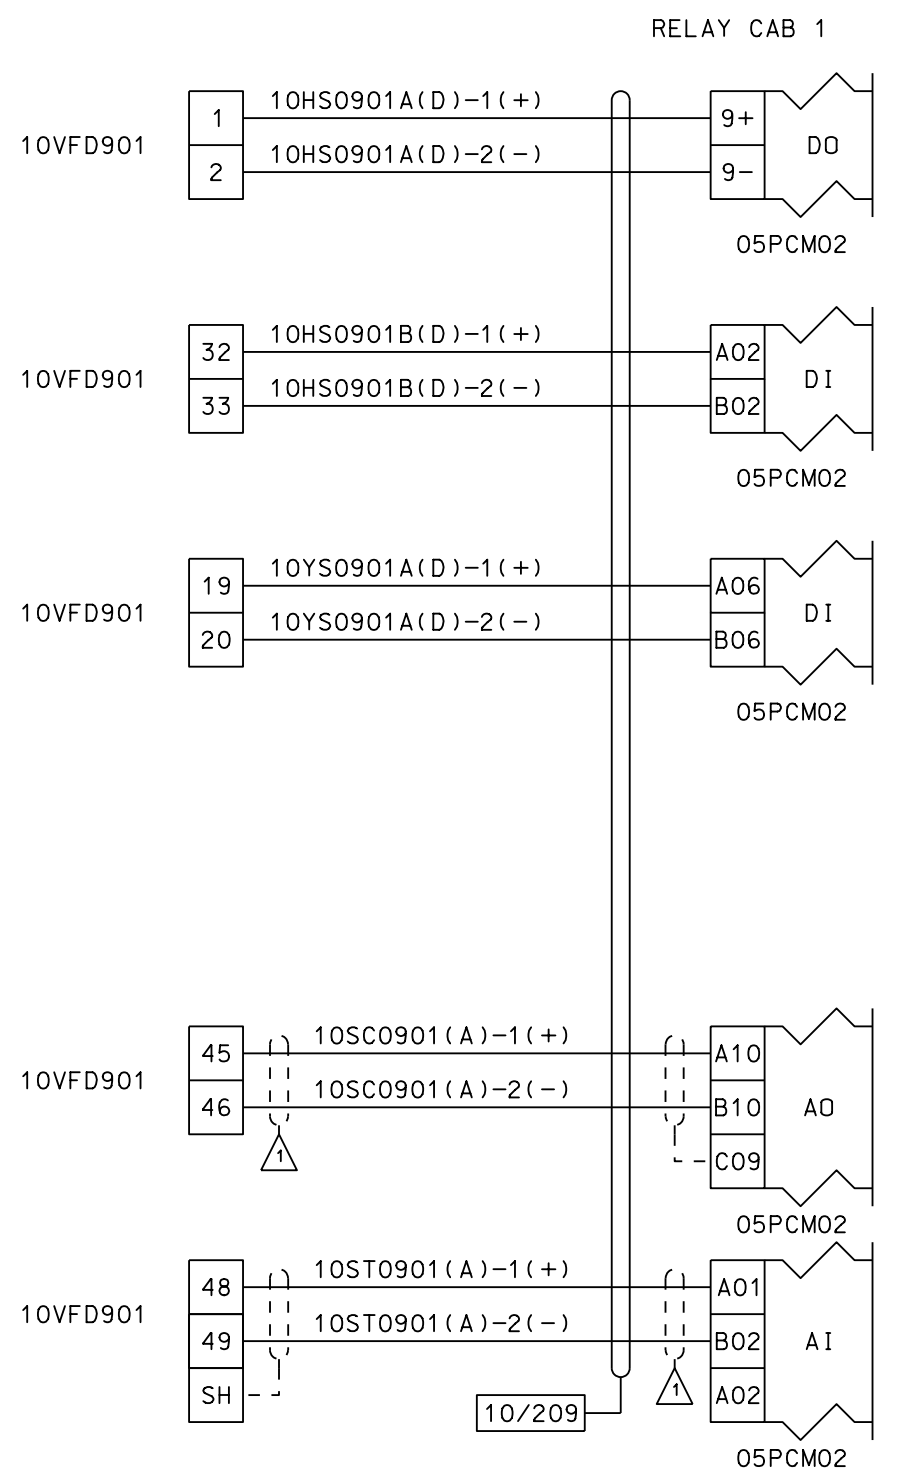 RELAY CAB 1
10HS0901A(D)-1(+)
1
9+
10VFD901
DO
10HS0901A(D)-2(-)
2
9-
05PCM02
10HS0901B(D)-1(+)
32
A02
10VFD901
DI
10HS0901B(D)-2(-)
33
B02
05PCM02
10YS0901A(D)-1(+)
19
A06
10VFD901
DI
10YS0901A(D)-2(-)
20
B06
05PCM02
10SC0901(A)-1(+)
45
A10
10VFD901
10SC0901(A)-2(-)
46
B10
AO
1
C09
05PCM02
10ST0901(A)-1(+)
48
A01
10VFD901
10ST0901(A)-2(-)
49
B02
AI
SH
1
A02
10/209
05PCM02